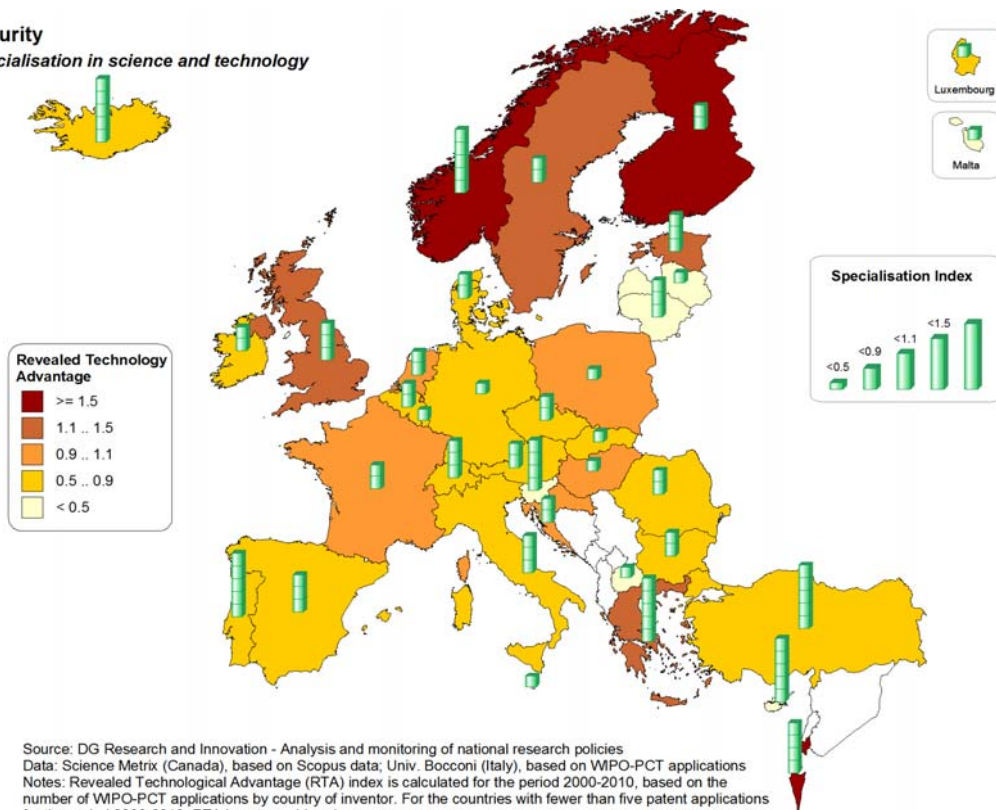 cialisation in science and technology
Luxembourg
Malta
Specialisation Index
<0.5
<0.9
<1.1
<1.5
Revealed Technology
Advantage
>= 1.5
1.1 .. 1.5
0.9 .. 1.1
0.5 .. 0.9
< 0.5
Source: DG Research and Innovation - Analysis and monitoring of national research policies
Data: Science Metrix (Canada), based on Scopus data; Univ. Bocconi (Italy), based on WIPO-PCT applications
Notes: Revealed Technological Advantage (RTA) index is calculated for the period 2000-2010, based on the
number of WIPO-PCT applications by country of inventor. For the countries with fewer than five patent applications